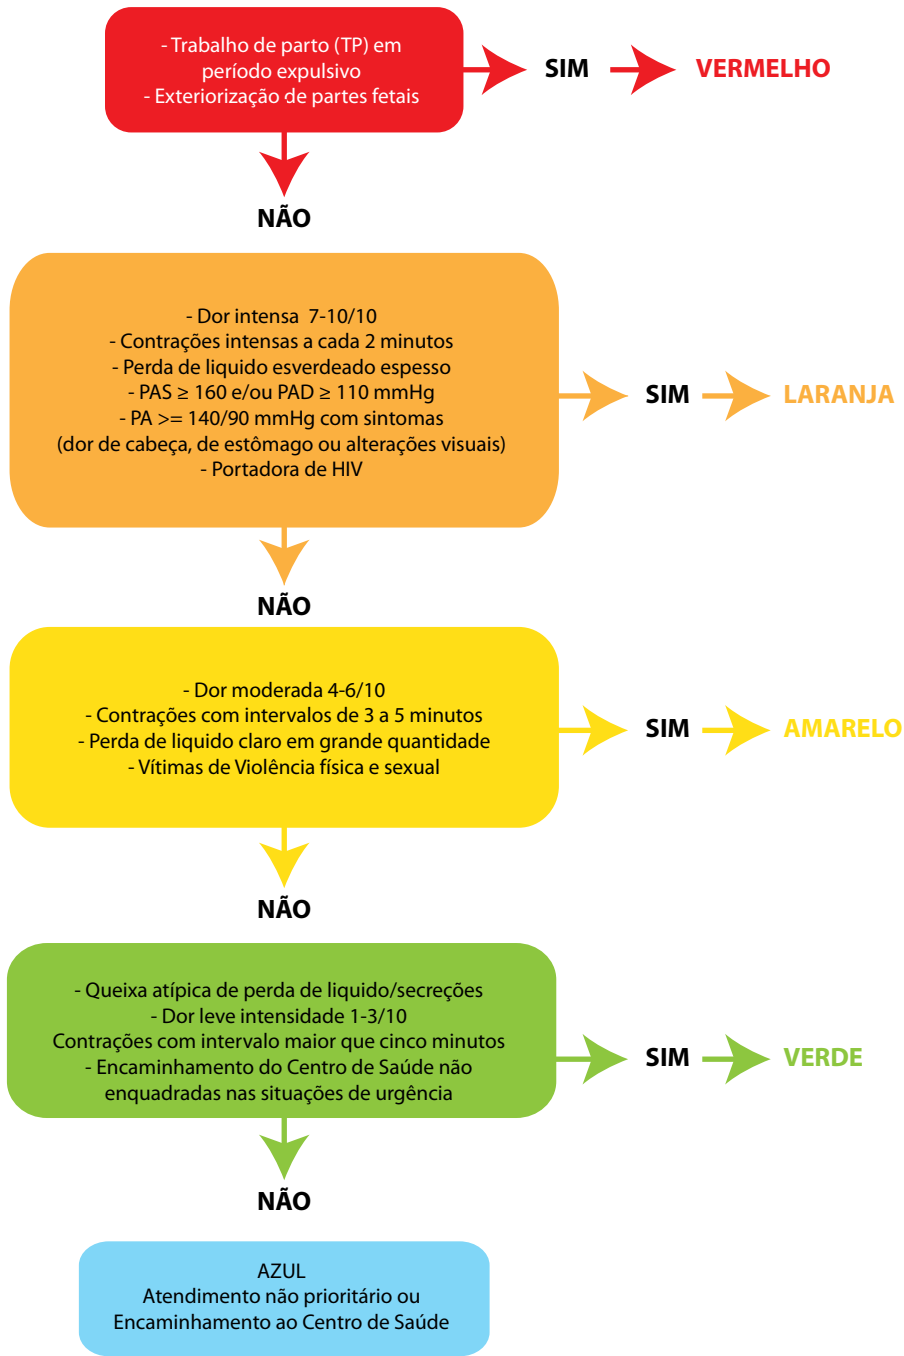 - Trabalho de parto (TP) em
período expulsivo
- Exteriorização de partes fetais
SIM
VERMELHO
NÃO
- Dor intensa 7-10/10
- Contrações intensas a cada 2 minutos
- Perda de liquido esverdeado espesso
- PAS ≥ 160 e/ou PAD ≥ 110 mmHg
- PA >= 140/90 mmHg com sintomas
(dor de cabeça, de estômago ou alterações visuais)
- Portadora de HIV
SIM
LARANJA
NÃO
- Dor moderada 4-6/10
- Contrações com intervalos de 3 a 5 minutos
- Perda de liquido claro em grande quantidade
- Vítimas de Violência física e sexual
SIM
AMARELO
NÃO
- Queixa atípica de perda de liquido/secreções
- Dor leve intensidade 1-3/10
Contrações com intervalo maior que cinco minutos
- Encaminhamento do Centro de Saúde não
enquadradas nas situações de urgência
SIM
VERDE
NÃO
AZUL
Atendimento não prioritário ou
Encaminhamento ao Centro de Saúde